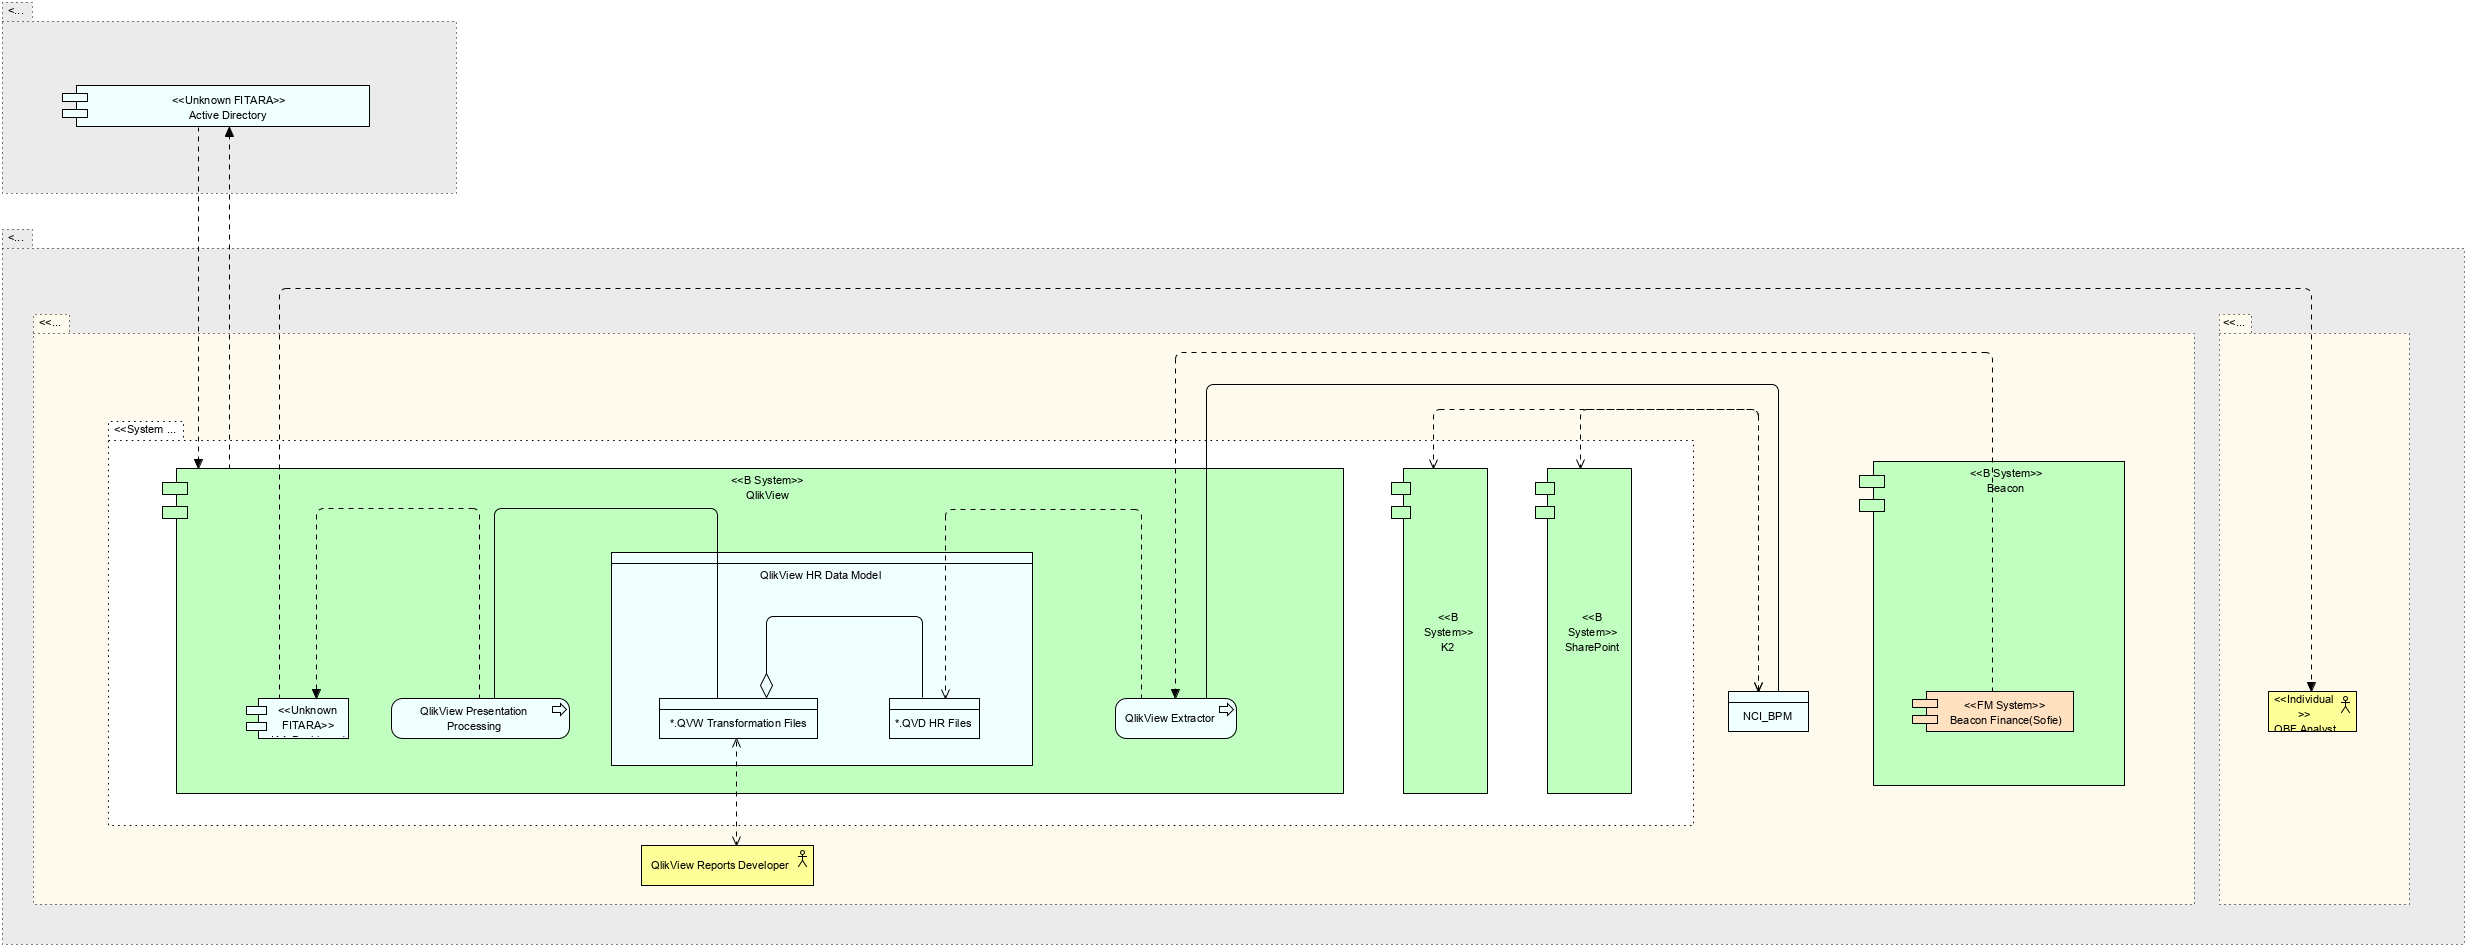 <...
<<Unknown FITARA>>
Active Directory
<...
<<...
<<...
<<System ...
<<B System>>
QlikView
<<B System>>
Beacon
QlikView HR Data Model
<<B
System>>
K2
<<B
System>>
SharePoint
<<Unknown
FITARA>>
QlikView Presentation
Processing
*.QVW Transformation Files
*.QVD HR Files
QlikView Extractor
NCI_BPM
<<FM System>>
Beacon Finance(Sofie)
<<Individual
>>
OBF Analyst
QlikView Reports Developer